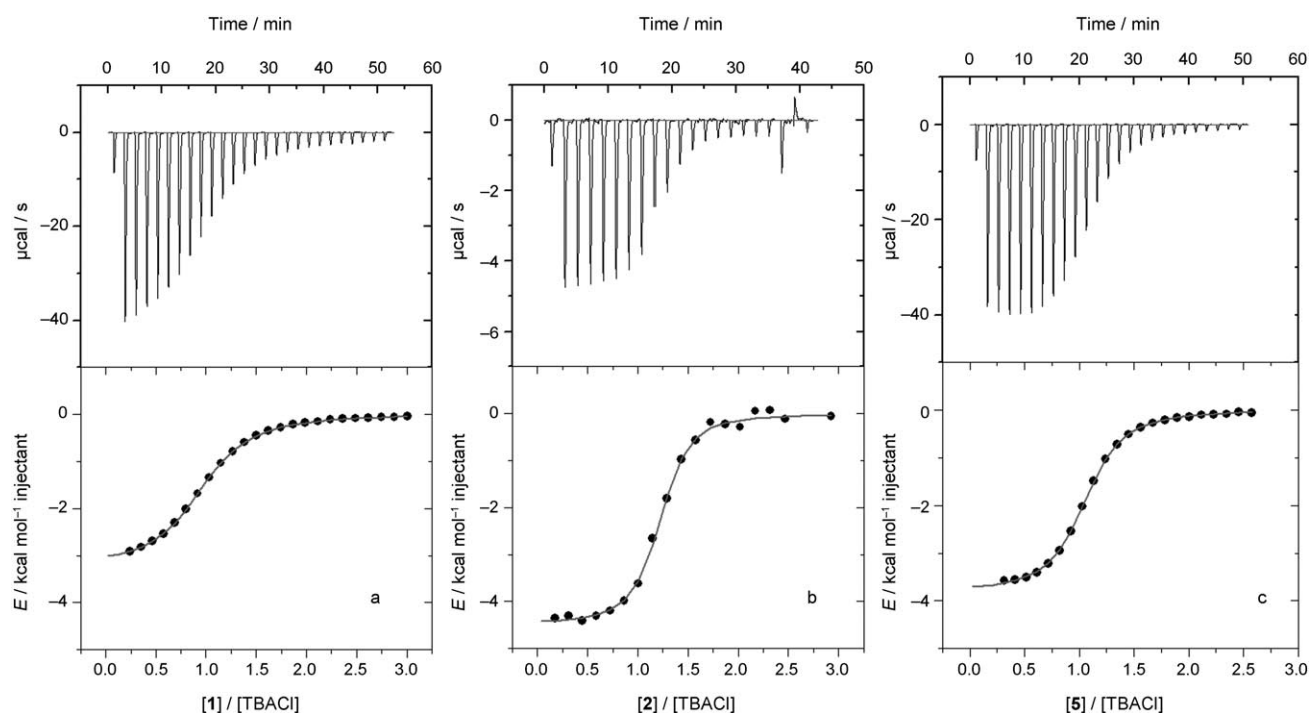 Time / min
0 10 20 30 40 50 60
0
–20
–40
µcal / s
0
–2
–4
E / kcal mol–1 injectant
a
0.0 0.5 1.0 1.5 2.0 2.5 3.0
[1] / [TBACl]
Time / min
0 10 20 30 40 50
0
–2
–4
–6
µcal / s
0
–2
–4
E / kcal mol–1 injectant
b
0.0 0.5 1.0 1.5 2.0 2.5 3.0
[2] / [TBACl]
Time / min
0 10 20 30 40 50 60
0
–20
–40
µcal / s
0
–2
–4
E / kcal mol–1 injectant
c
0.0 0.5 1.0 1.5 2.0 2.5 3.0
[5] / [TBACl]